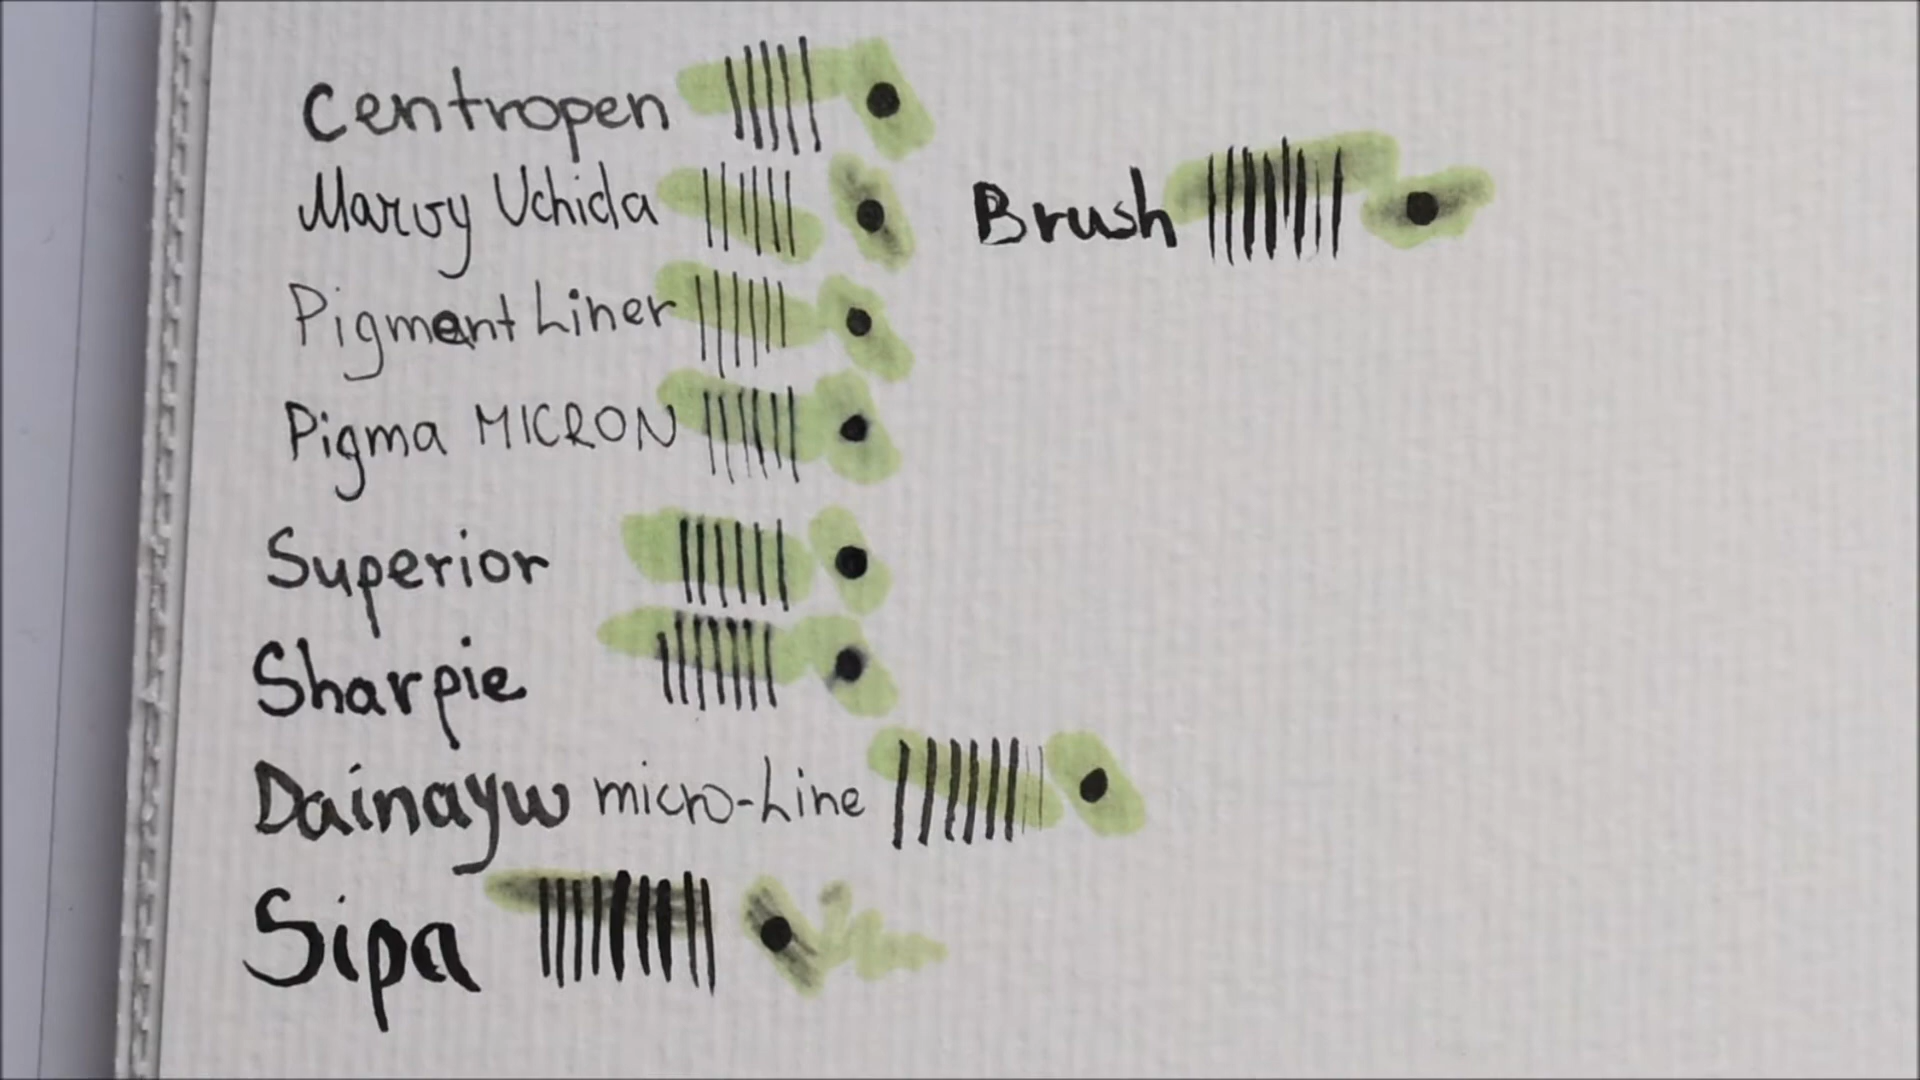 Centropen
Marvy Uchida Brush
Pigment Liner
Pigma MICRON
Superior
Sharpie
Dainayw micro-Line
Sipa